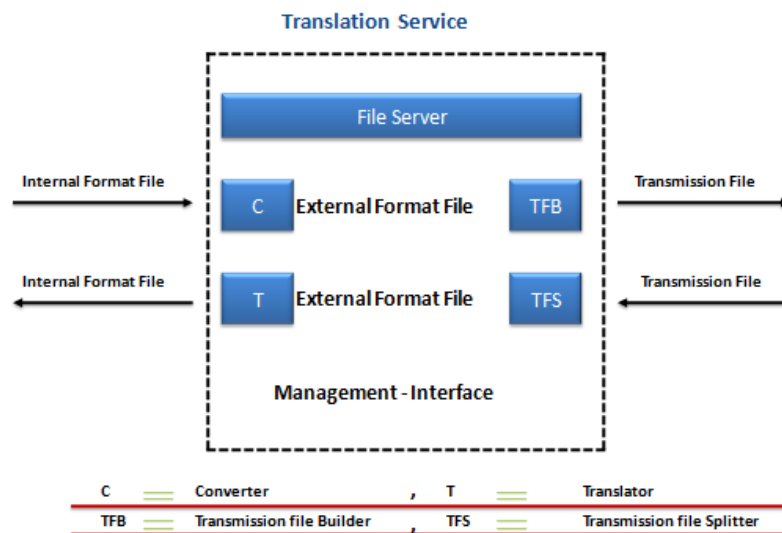 Translation Service
File Server
Internal Format File
C External Format File TFB
Transmission File
Internal Format File
T External Format File TFS
Transmission File
Management - Interface
C Converter , T Translator
TFB Transmission file Builder , TFS Transmission file Splitter